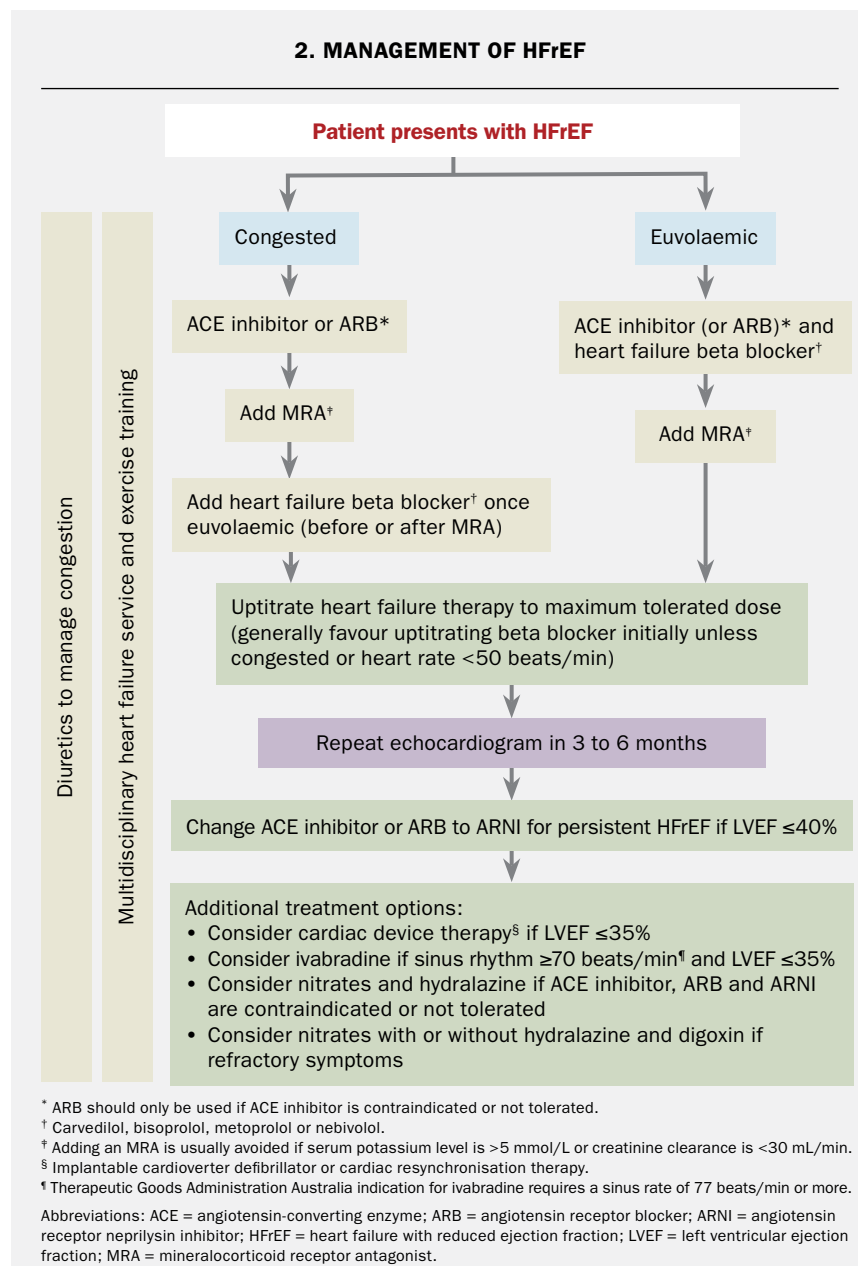 2. MANAGEMENT OF HFrEF
Patient presents with HFrEF
Congested
Euvolaemic
ACE inhibitor or ARB*
ACE inhibitor (or ARB)* and
heart failure beta blocker†
Add MRA‡
Add MRA‡
Add heart failure beta blocker† once
euvolaemic (before or after MRA)
Diuretics to manage congestion
Multidisciplinary heart failure service and exercise training
Uptitrate heart failure therapy to maximum tolerated dose
(generally favour uptitrating beta blocker initially unless
congested or heart rate <50 beats/min)
Repeat echocardiogram in 3 to 6 months
Change ACE inhibitor or ARB to ARNI for persistent HFrEF if LVEF ≤40%
Additional treatment options:
• Consider cardiac device therapy§ if LVEF ≤35%
• Consider ivabradine if sinus rhythm ≥70 beats/min¶ and LVEF ≤35%
• Consider nitrates and hydralazine if ACE inhibitor, ARB and ARNI
are contraindicated or not tolerated
• Consider nitrates with or without hydralazine and digoxin if
refractory symptoms
* ARB should only be used if ACE inhibitor is contraindicated or not tolerated.
† Carvedilol, bisoprolol, metoprolol or nebivolol.
‡ Adding an MRA is usually avoided if serum potassium level is >5 mmol/L or creatinine clearance is <30 mL/min.
§ Implantable cardioverter defibrillator or cardiac resynchronisation therapy.
¶ Therapeutic Goods Administration Australia indication for ivabradine requires a sinus rate of 77 beats/min or more.
Abbreviations: ACE = angiotensin-converting enzyme; ARB = angiotensin receptor blocker; ARNI = angiotensin
receptor neprilysin inhibitor; HFrEF = heart failure with reduced ejection fraction; LVEF = left ventricular ejection
fraction; MRA = mineralocorticoid receptor antagonist.